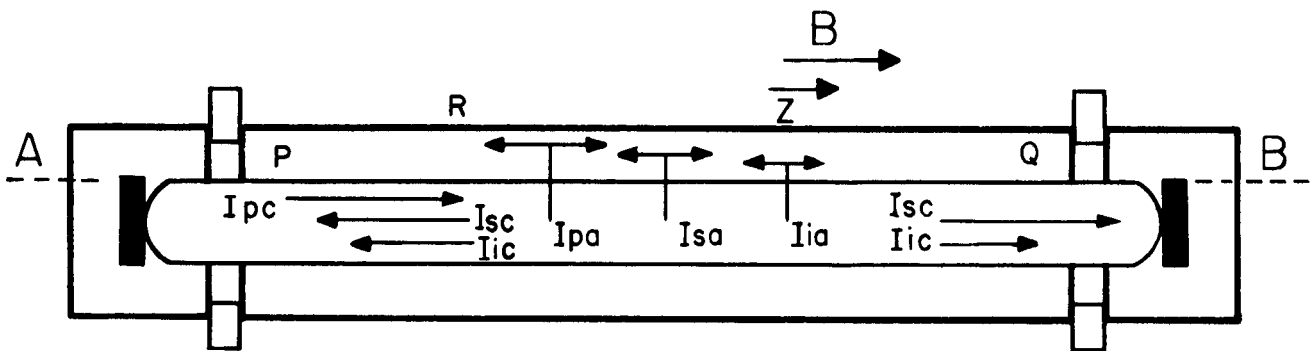 B
R Z
A P Q B
Ipc Isc Isc
Iic Ipa Isa Iia Iic